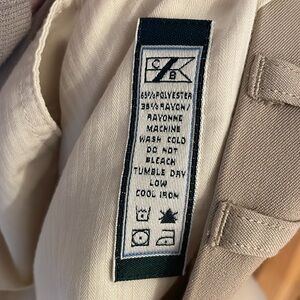 C B
65% POLYESTER
35% RAYON/
RAYONNE
MACHINE
WASH COLD
DO NOT
BLEACH
TUMBLE DRY
LOW
COOL IRON